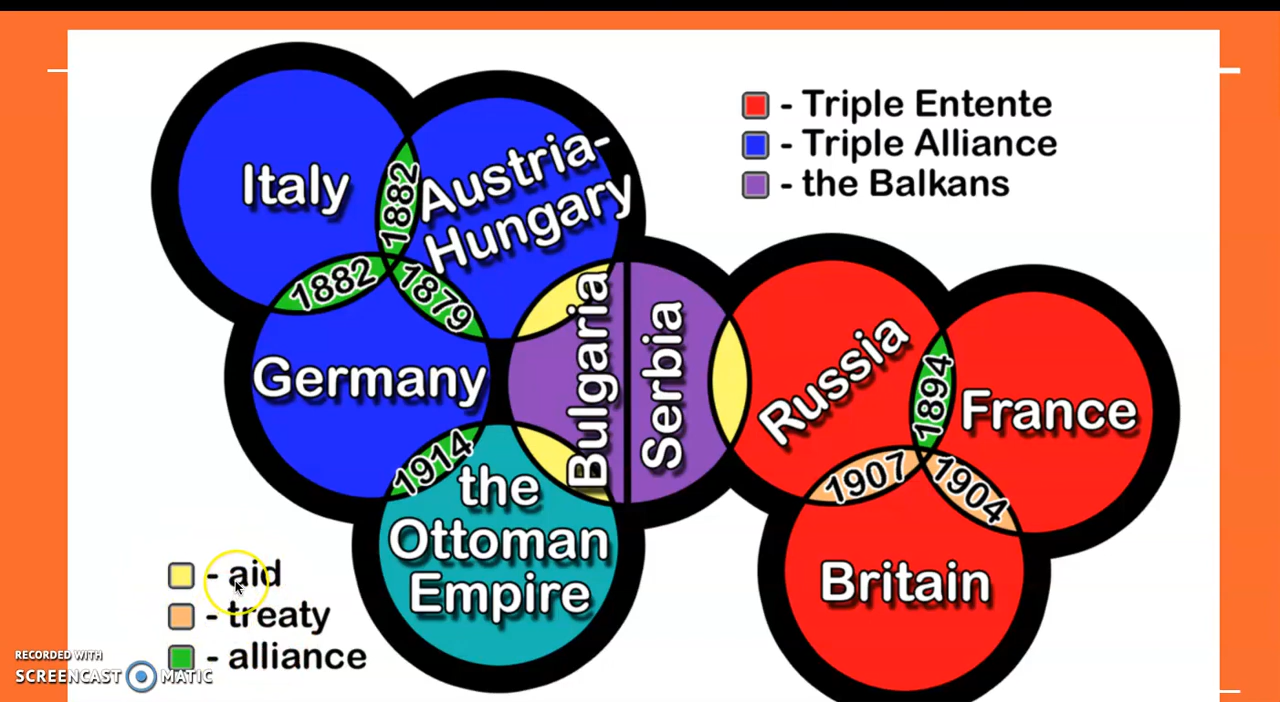 Italy
1882
Austria-
Hungary
1882
1879
Germany
1914
the
Ottoman
Empire
Bulgaria
Serbia
Russia
1894
France
1907
1904
Britain
- Triple Entente
- Triple Alliance
- the Balkans
- aid
- treaty
- alliance
RECORDED WITH
SCREENCAST MATIC